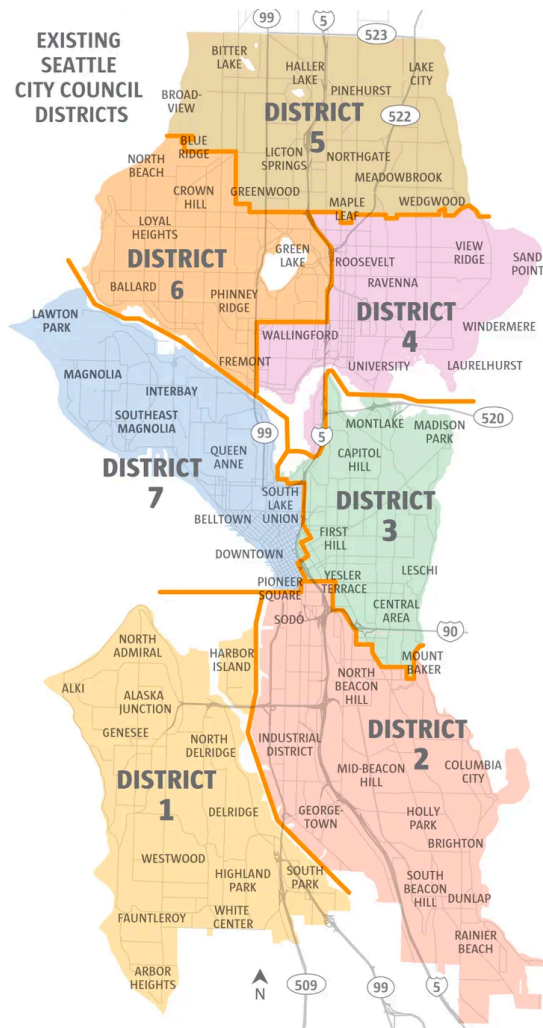 EXISTING
SEATTLE
CITY COUNCIL
DISTRICTS
99
5
523
BITTER
LAKE
HALLER
LAKE
LAKE
CITY
PINEHURST
BROAD-
VIEW
DISTRICT
5
522
BLUE
RIDGE
LICTON
SPRINGS
NORTHGATE
NORTH
BEACH
MEADOWBROOK
CROWN
HILL
GREENWOOD
MAPLE
LEAF
WEDGWOOD
LOYAL
HEIGHTS
GREEN
LAKE
ROOSEVELT
VIEW
RIDGE
SAND
POINT
DISTRICT
6
RAVENNA
BALLARD
PHINNEY
RIDGE
DISTRICT
4
LAWTON
PARK
WALLINGFORD
WINDERMERE
FREMONT
UNIVERSITY
LAURELHURST
MAGNOLIA
INTERBAY
SOUTHEAST
MAGNOLIA
99
5
MONTLAKE
520
MADISON
PARK
QUEEN
ANNE
CAPITOL
HILL
DISTRICT
7
SOUTH
LAKE
UNION
DISTRICT
3
BELLTOWN
FIRST
HILL
DOWNTOWN
LESCHI
PIONEER
SQUARE
YESLER
TERRACE
CENTRAL
AREA
SODO
90
NORTH
ADMIRAL
HARBOR
ISLAND
MOUNT
BAKER
ALKI
NORTH
BEACON
HILL
ALASKA
JUNCTION
GENESEE
NORTH
DELRIDGE
INDUSTRIAL
DISTRICT
DISTRICT
2
DISTRICT
1
MID-BEACON
HILL
COLUMBIA
CITY
DELRIDGE
GEORGE-
TOWN
HOLLY
PARK
BRIGHTON
WESTWOOD
HIGHLAND
PARK
SOUTH
PARK
SOUTH
BEACON
HILL
DUNLAP
FAUNTLEROY
WHITE
CENTER
RAINIER
BEACH
ARBOR
HEIGHTS
N
509
99
5